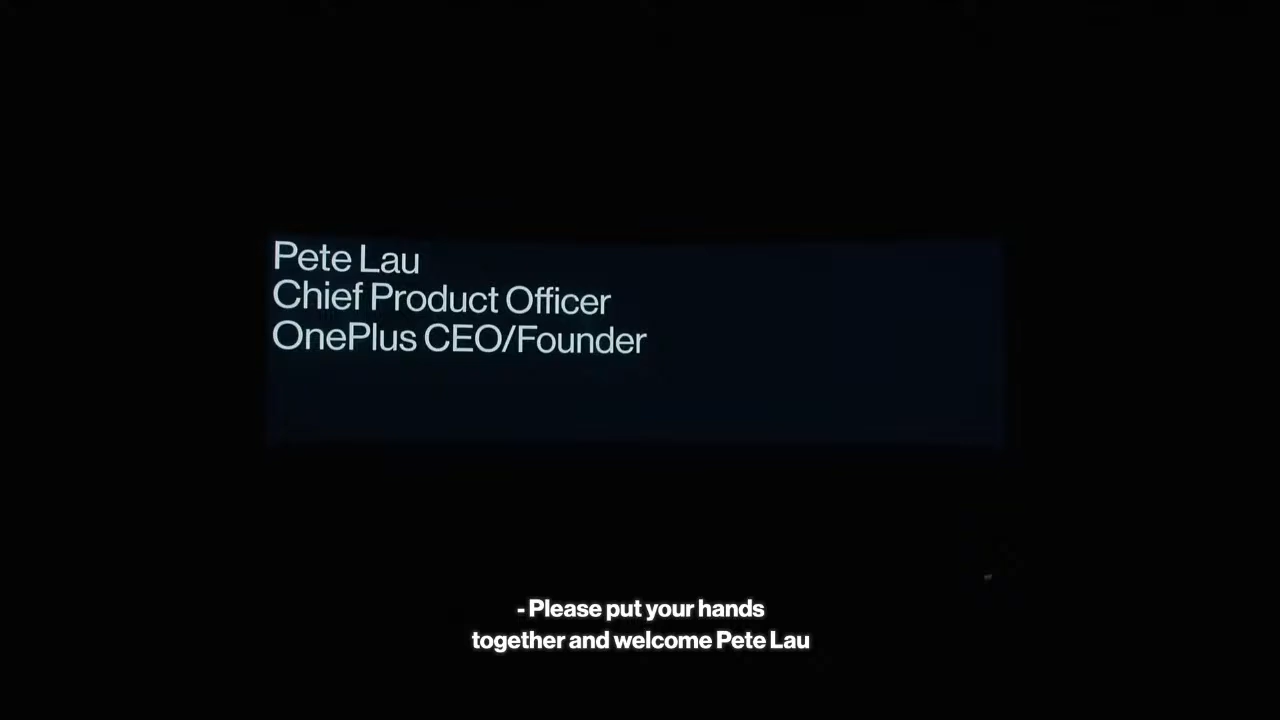 Pete Lau
Chief Product Officer
OnePlus CEO/Founder
- Please put your hands
together and welcome Pete Lau